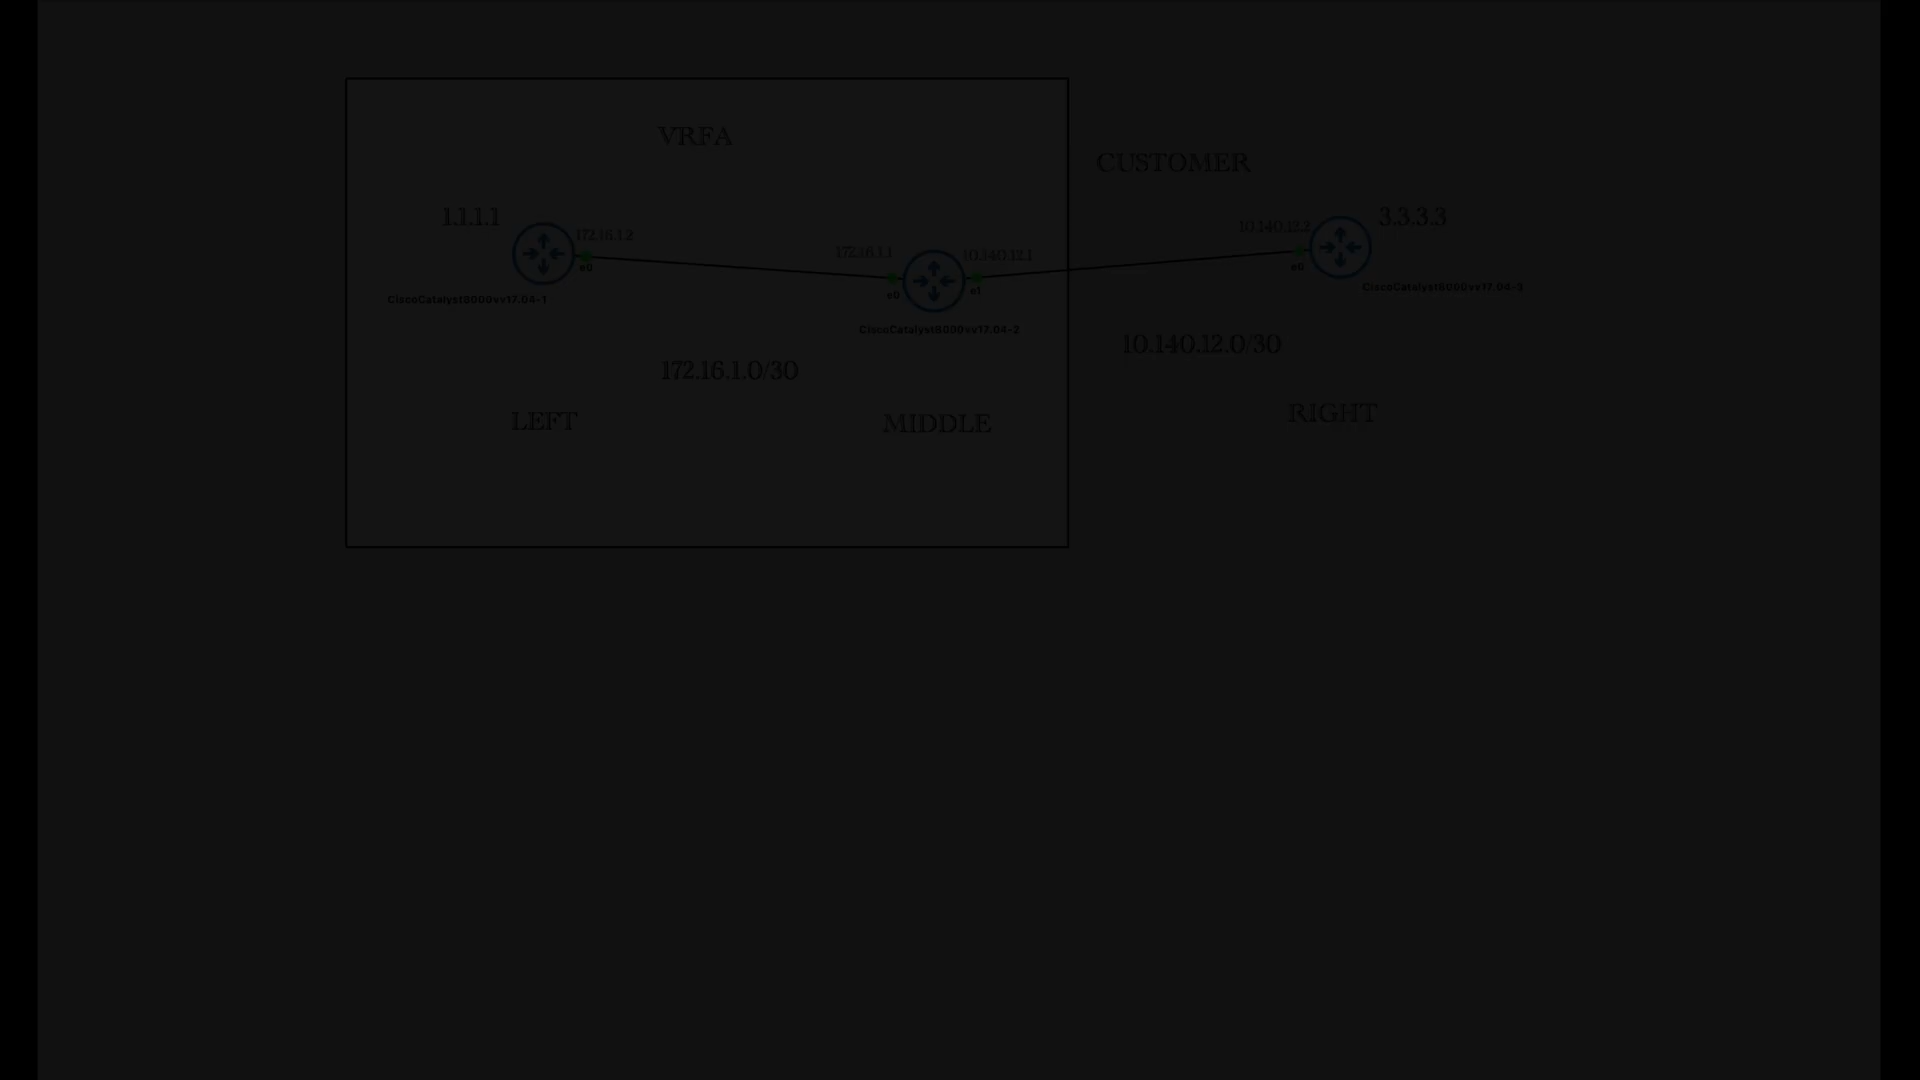 VRFA
CUSTOMER
1.1.1.1
172.16.1.2
e0
CiscoCatalyst8000vv17.04-1
172.16.1.1
10.140.12.1
e0
e1
CiscoCatalyst8000vv17.04-2
10.140.12.2
3.3.3.3
e0
CiscoCatalyst8000vv17.04-3
172.16.1.0/30
10.140.12.0/30
LEFT
MIDDLE
RIGHT